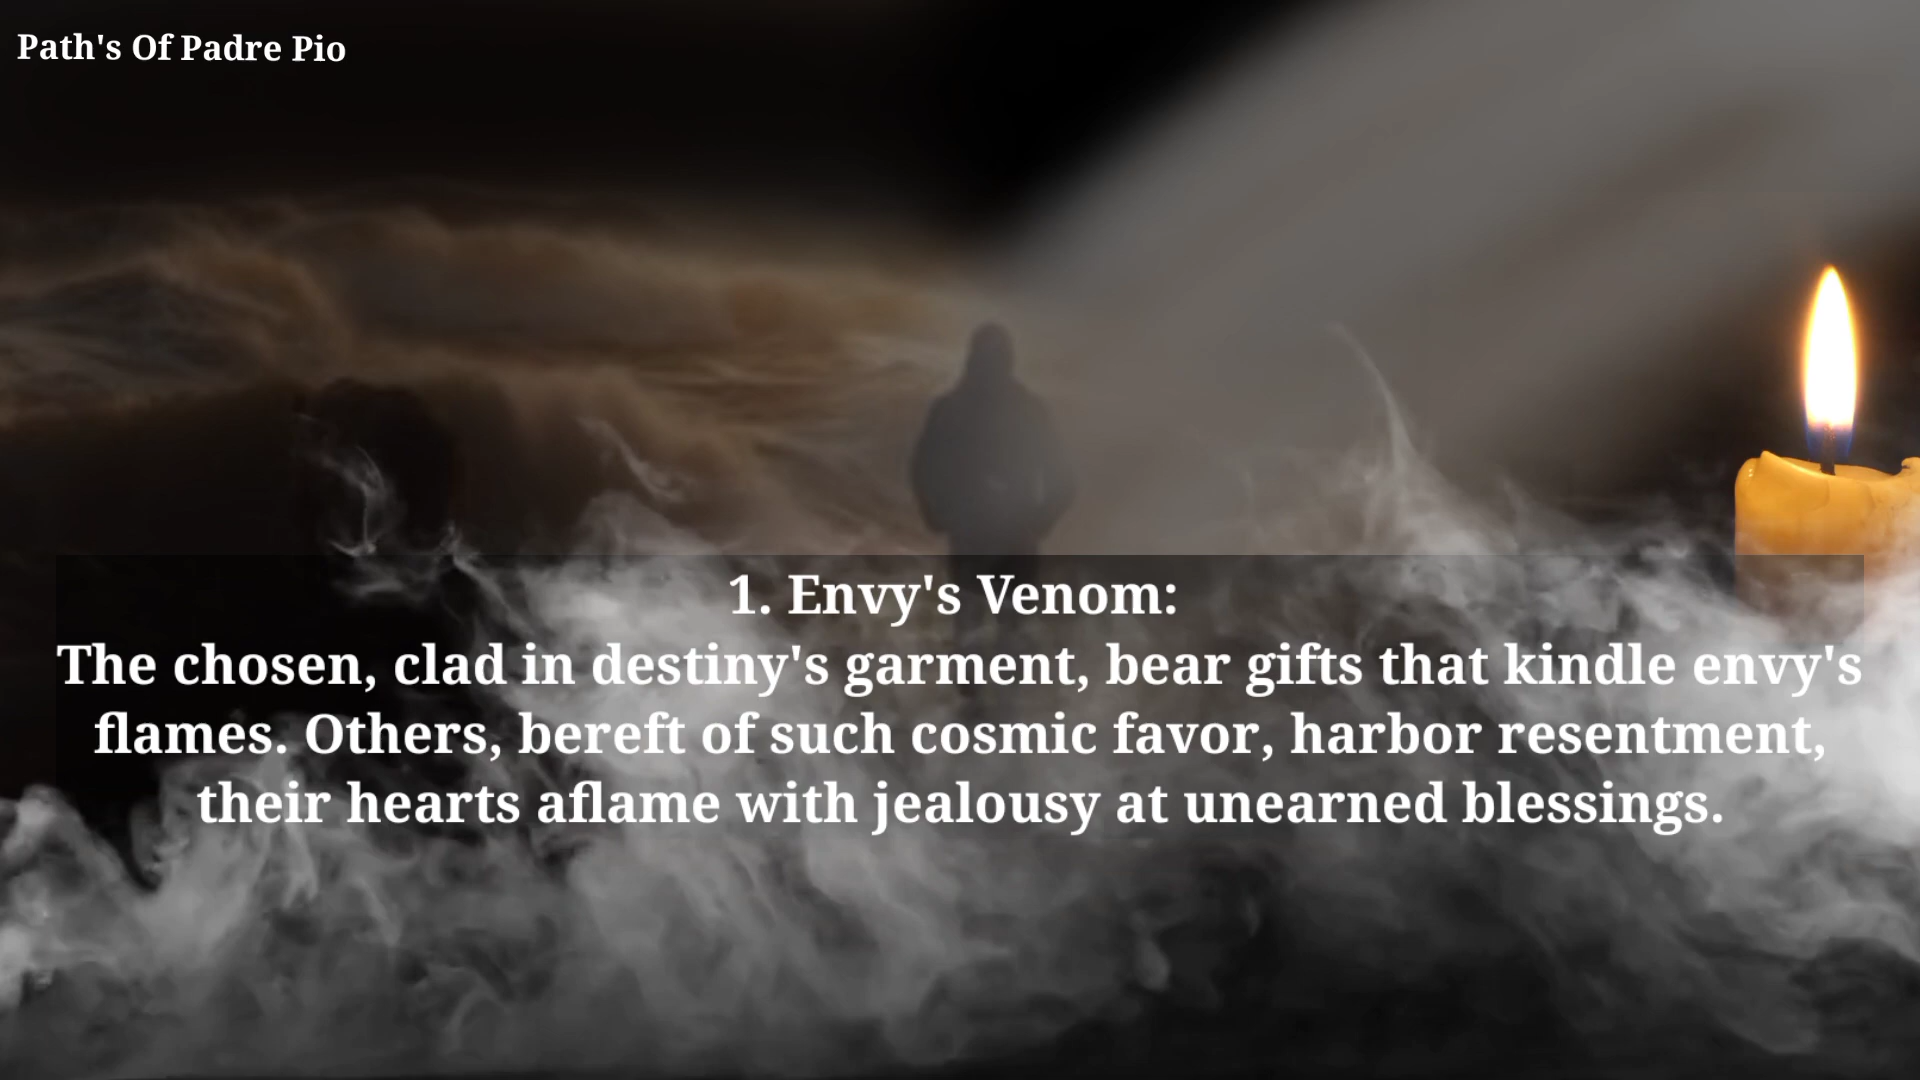 Path's Of Padre Pio
1. Envy's Venom:
The chosen, clad in destiny's garment, bear gifts that kindle envy's
flames. Others, bereft of such cosmic favor, harbor resentment,
their hearts aflame with jealousy at unearned blessings.